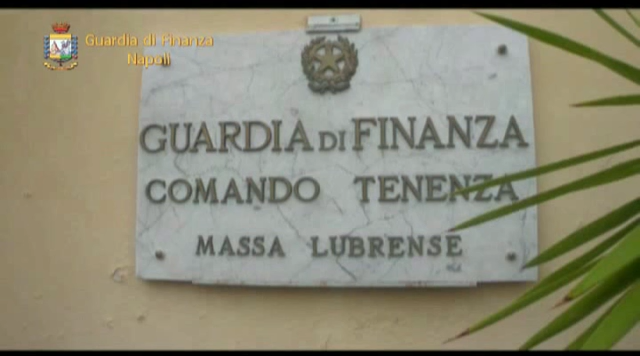 Guardia di Finanza
Napoli
GUARDIA DI FINANZA
COMANDO TENENZA
MASSA LUBRENSE